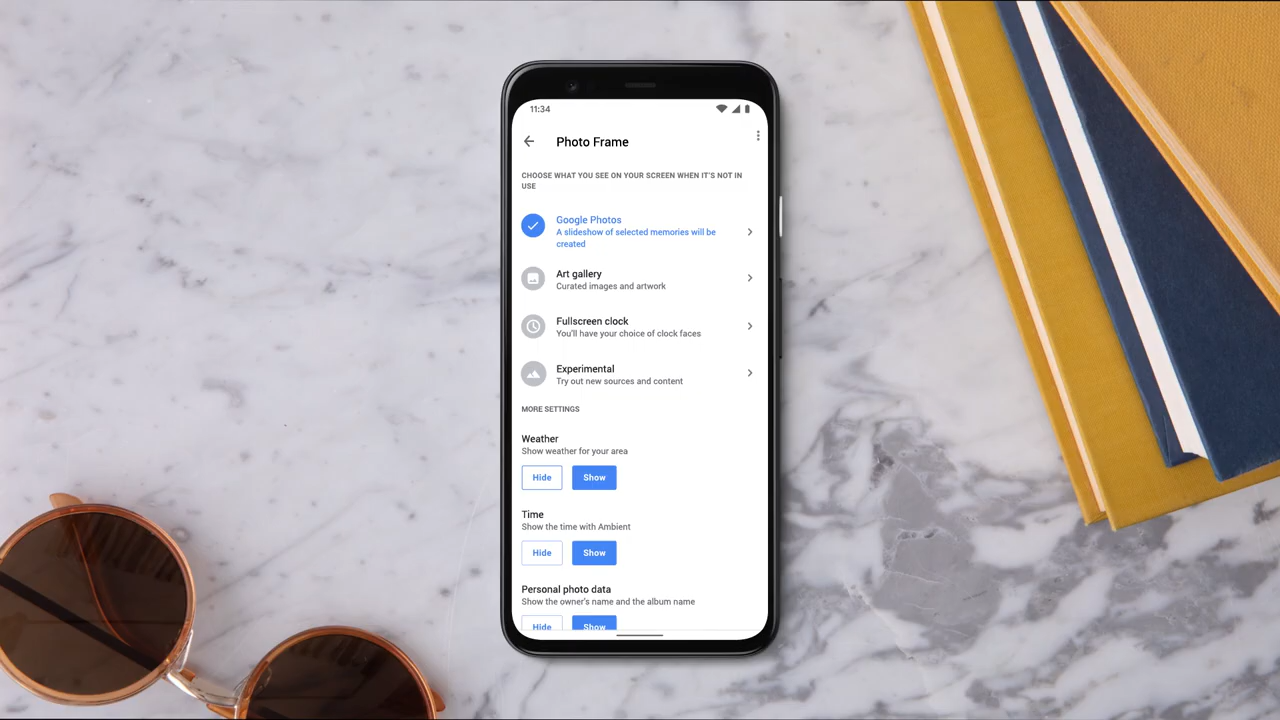 11:34
Photo Frame
CHOOSE WHAT YOU SEE ON YOUR SCREEN WHEN IT'S NOT IN
USE
Google Photos
A slideshow of selected memories will be
created
Art gallery
Curated images and artwork
Fullscreen clock
You'll have your choice of clock faces
Experimental
Try out new sources and content
MORE SETTINGS
Weather
Show weather for your area
Hide Show
Time
Show the time with Ambient
Hide Show
Personal photo data
Show the owner's name and the album name
Hide Show